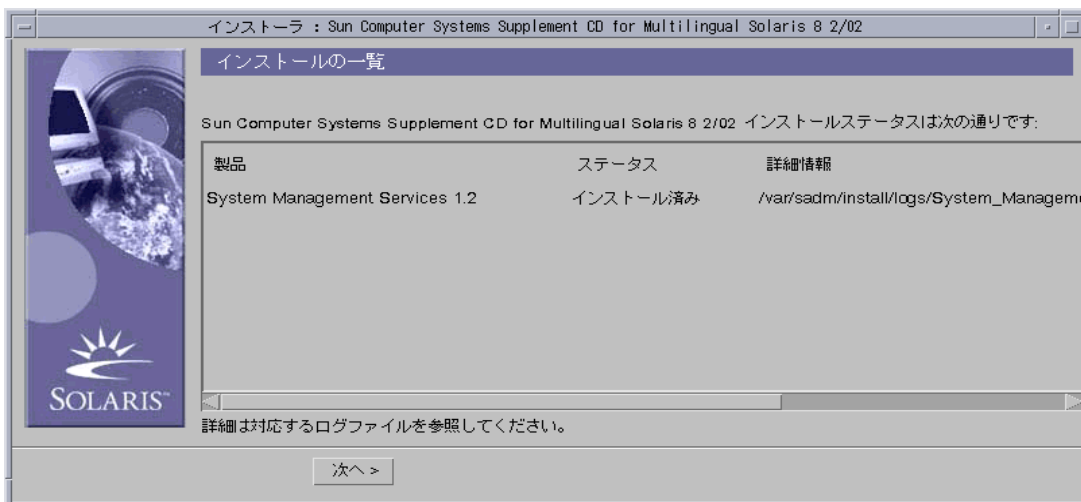 インストーラ : Sun Computer Systems Supplement CD for Multilingual Solaris 8 2/02
インストールの一覧
Sun Computer Systems Supplement CD for Multilingual Solaris 8 2/02 インストールステータスは次の通りです:
製品 ステータス 詳細情報
System Management Services 1.2 インストール済み /var/sadm/install/logs/System_Managem
SOLARIS™
詳細は対応するログファイルを参照してください。
次へ >